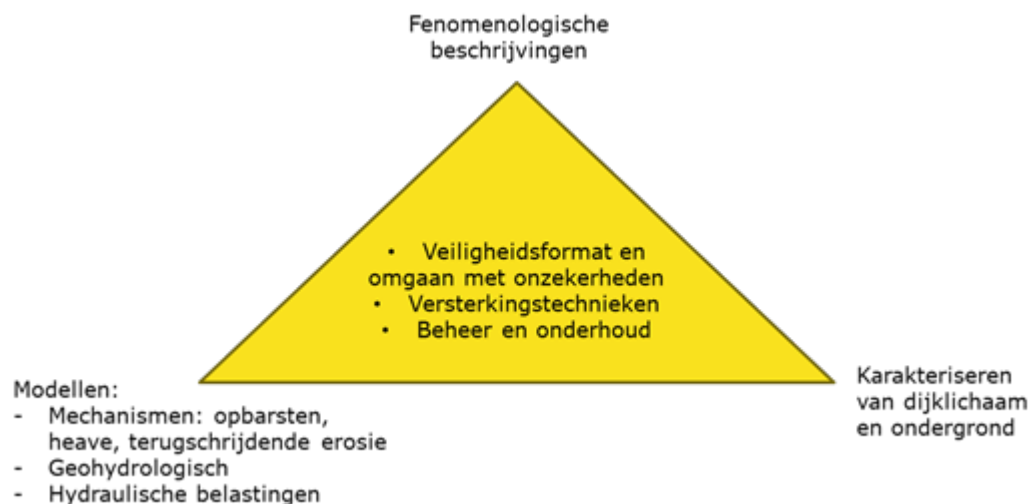 Fenomenologische
beschrijvingen
• Veiligheidsformat en
omgaan met onzekerheden
• Versterkingstechnieken
• Beheer en onderhoud
Modellen:
- Mechanismen: opbarsten,
heave, terugschrijdende erosie
- Geohydrologisch
- Hydraulische belastingen
Karakteriseren
van dijklichaam
en ondergrond